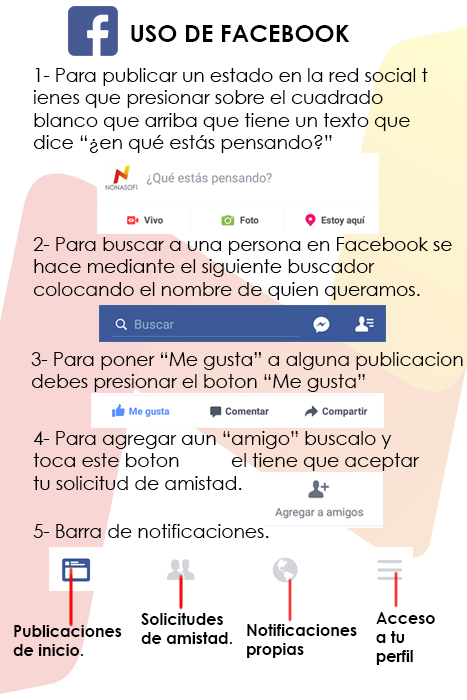 f USO DE FACEBOOK
1- Para publicar un estado en la red social t
ienes que presionar sobre el cuadrado
blanco que arriba que tiene un texto que
dice “¿en qué estás pensando?”
NONASOFT ¿Qué estás pensando?
Vivo Foto Estoy aquí
2- Para buscar a una persona en Facebook se
hace mediante el siguiente buscador
colocando el nombre de quien queramos.
Buscar
3- Para poner “Me gusta” a alguna publicacion
debes presionar el boton “Me gusta”
Me gusta Comentar Compartir
4- Para agregar aun “amigo” buscalo y
toca este boton el tiene que aceptar
tu solicitud de amistad.
Agregar a amigos
5- Barra de notificaciones.
Publicaciones
de inicio.
Solicitudes
de amistad.
Notificaciones
propias
Acceso
a tu
perfil